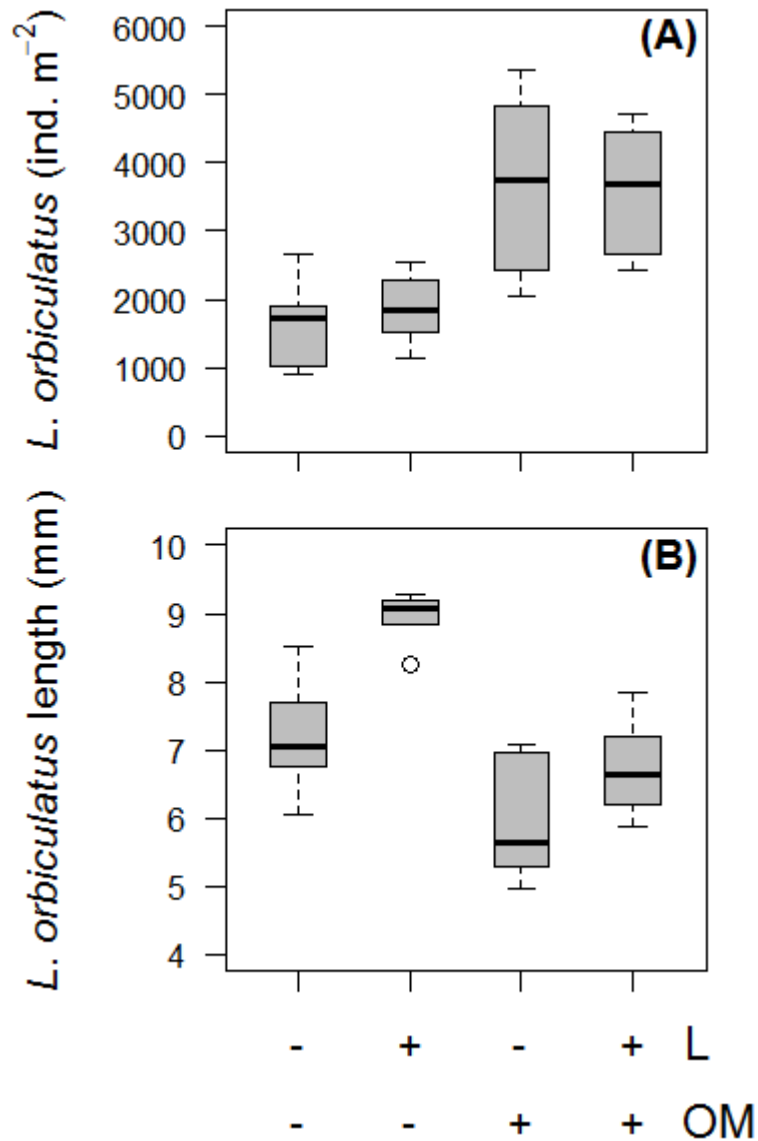 (A)
L. orbiculatus (ind. m⁻²)
6000
5000
4000
3000
2000
1000
0
(B)
L. orbiculatus length (mm)
10
9
8
7
6
5
4
- + - + L
- - + + OM